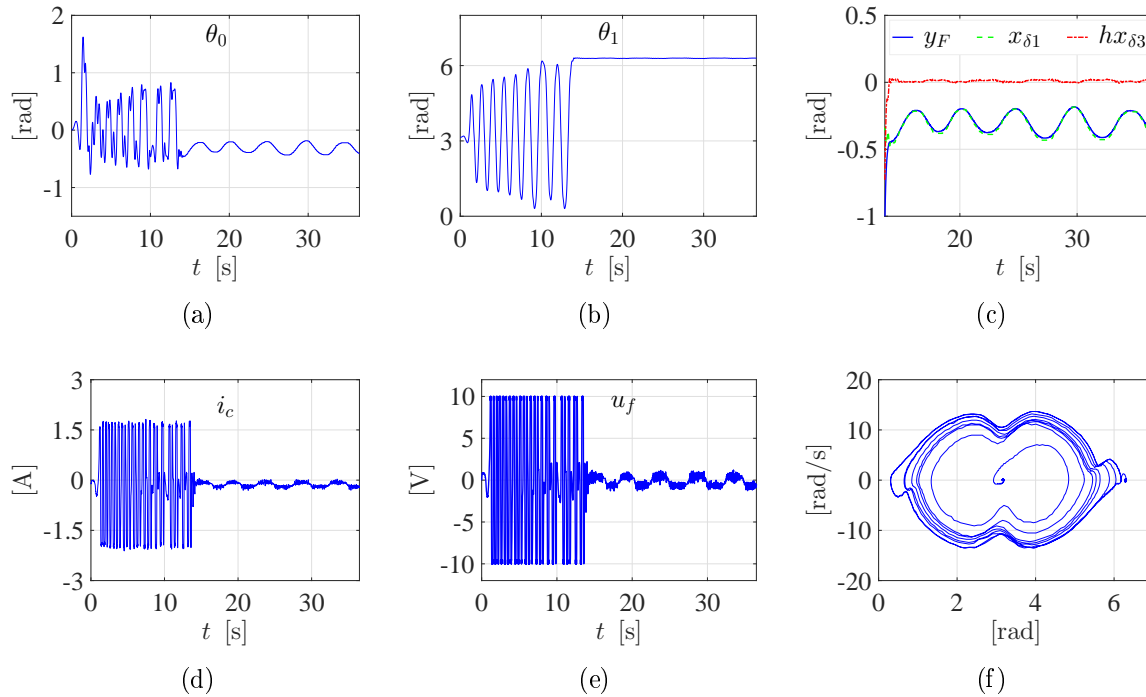 θ0
[rad]
2
1
0
-1
0 10 20 30
t [s]
(a)
θ1
[rad]
6
3
0
0 10 20 30
t [s]
(b)
yF xδ1 hxδ3
[rad]
0.5
0
-0.5
-1
20 30
t [s]
(c)
ic
[A]
3
1.5
0
-1.5
-3
0 10 20 30
t [s]
(d)
uf
[V]
10
5
0
-5
-10
0 10 20 30
t [s]
(e)
[rad/s]
20
10
0
-10
-20
0 2 4 6
[rad]
(f)